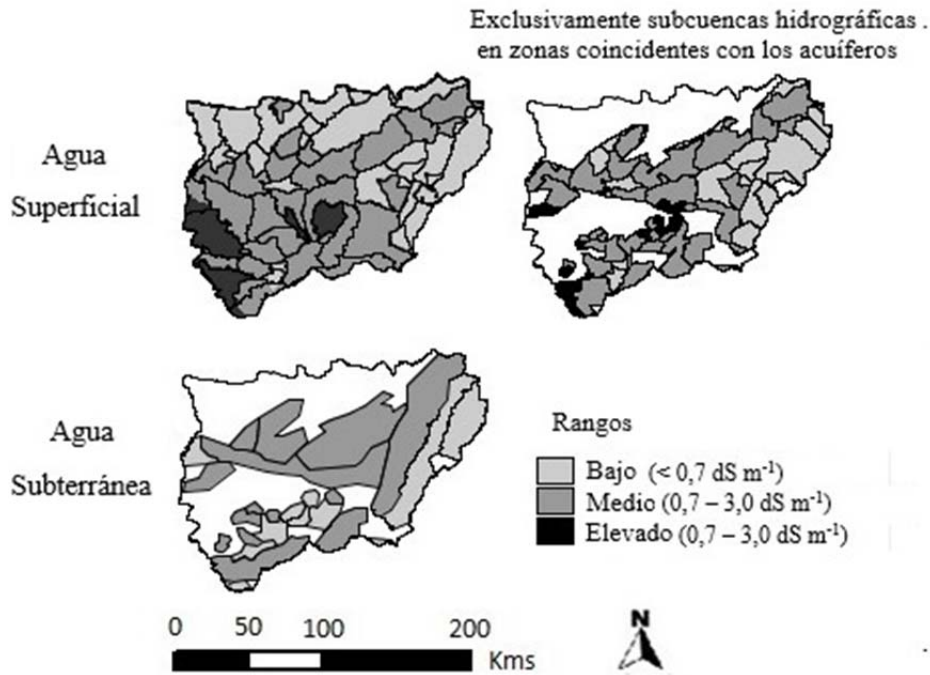 Exclusivamente subcuencas hidrográficas .
en zonas coincidentes con los acuíferos
Agua
Superficial
Agua
Subterránea
Rangos
Bajo (< 0,7 dS m-1)
Medio (0,7 – 3,0 dS m-1)
Elevado (0,7 – 3,0 dS m-1)
0 50 100 200
Kms
N